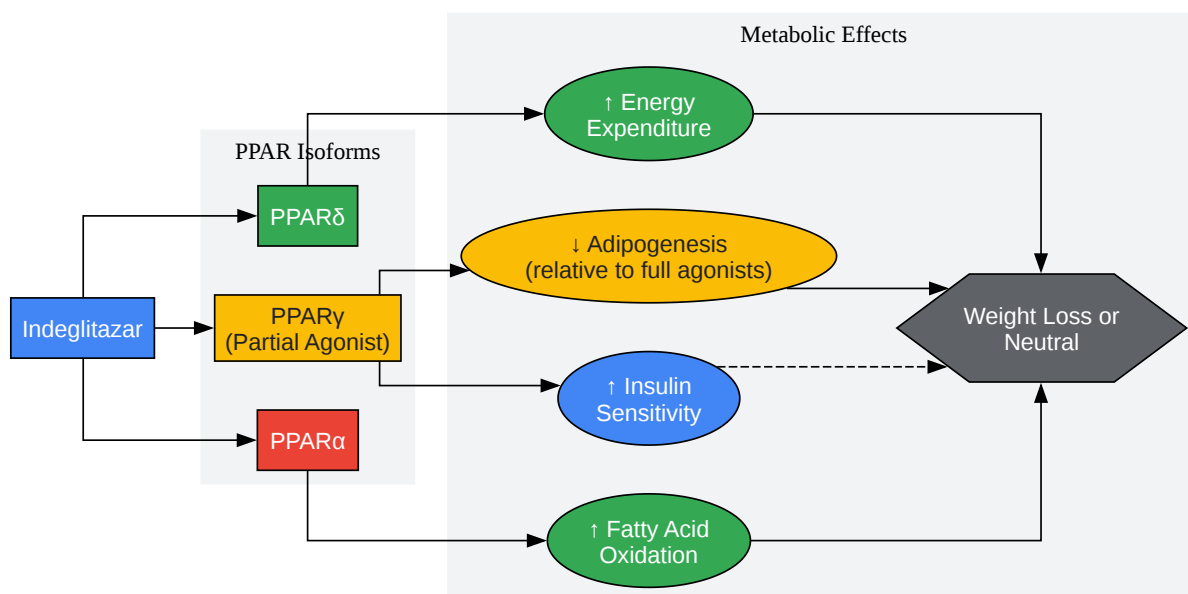 Metabolic Effects
PPAR Isoforms
↑ Energy
Expenditure
PPARδ
↓ Adipogenesis
(relative to full agonists)
Indeglitazar
PPARγ
(Partial Agonist)
Weight Loss or
Neutral
↑ Insulin
Sensitivity
PPARα
↑ Fatty Acid
Oxidation